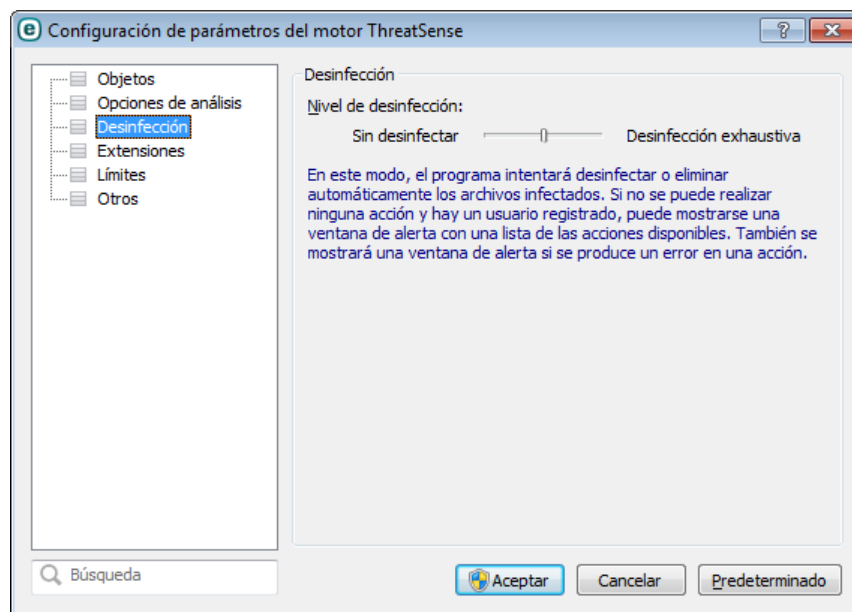 Configuración de parámetros del motor ThreatSense
Objetos
Opciones de análisis
Desinfección
Extensiones
Límites
Otros
Búsqueda
Desinfección
Nivel de desinfección:
Sin desinfectar Desinfección exhaustiva
En este modo, el programa intentará desinfectar o eliminar
automáticamente los archivos infectados. Si no se puede realizar
ninguna acción y hay un usuario registrado, puede mostrarse una
ventana de alerta con una lista de las acciones disponibles. También se
mostrará una ventana de alerta si se produce un error en una acción.
Aceptar Cancelar Predeterminado